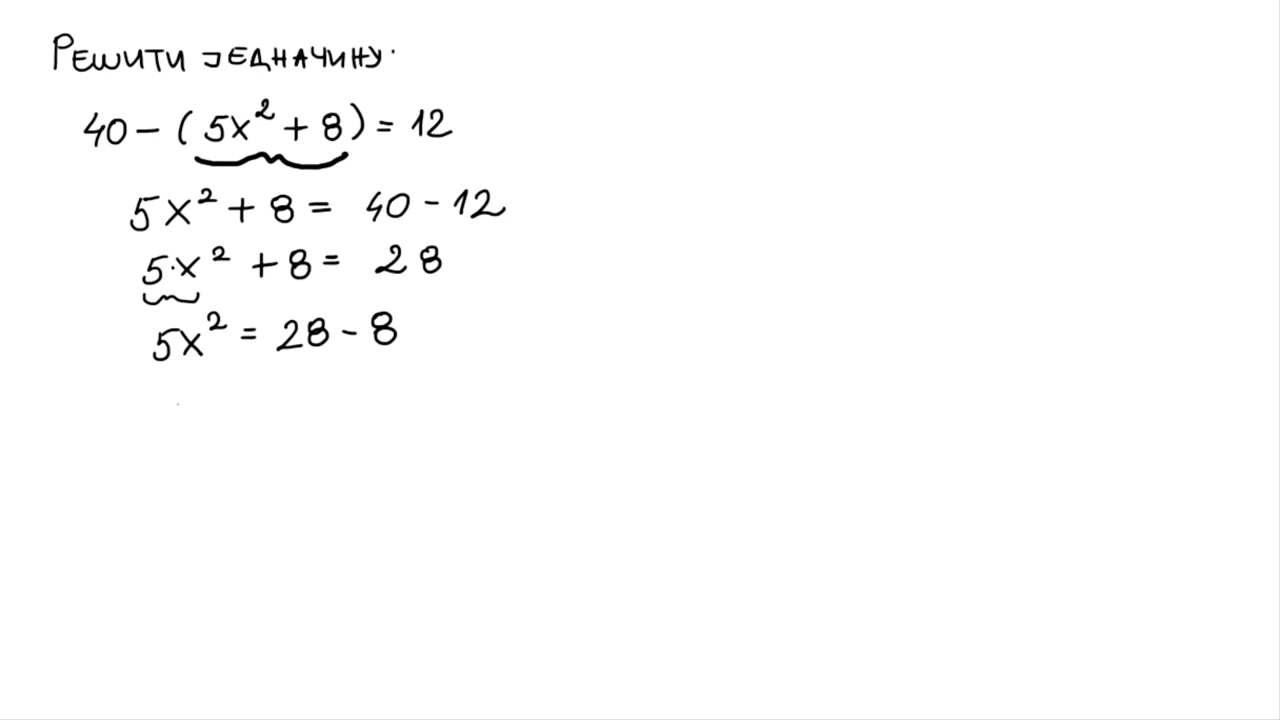 Решити једначину.
40 - (5x² + 8) = 12
5x² + 8 = 40 - 12
5·x² + 8 = 28
5x² = 28 - 8